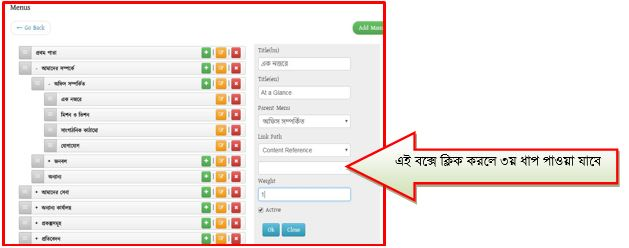 Menus
← Go Back
Add Menu
প্রথম পাতা
- আমাদের সম্পর্কে
- অফিস সম্পর্কিত
এক নজরে
মিশন ও ভিশন
সাংগঠনিক কাঠামো
যোগাযোগ
+ জনবল
অন্যান্য
+ আমাদের সেবা
+ অন্যান্য কার্যালয়
+ প্রকল্পসমূহ
+ প্রতিবেদন
Title(bn)
এক নজরে
Title(en)
At a Glance
Parent Menu
অফিস সম্পর্কিত
Link Path
Content Reference
Weight
1
Active
Ok Close
এই বক্সে ক্লিক করলে ৩য় ধাপ পাওয়া যাবে